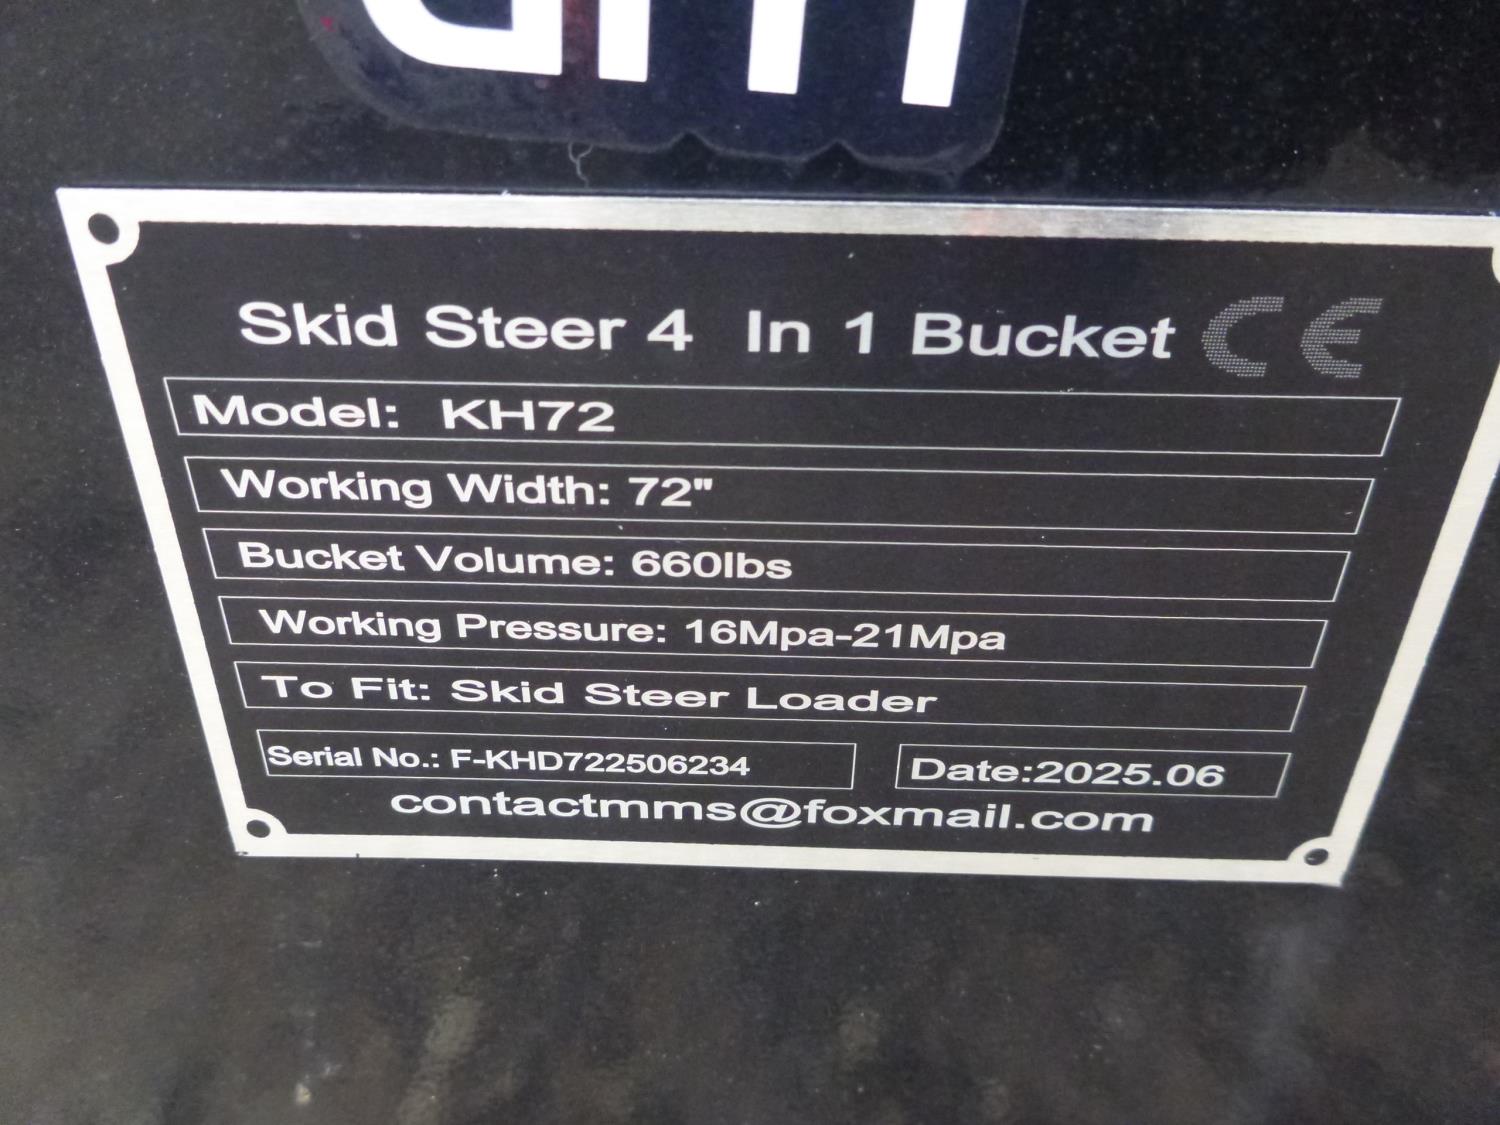 Skid Steer 4 In 1 Bucket CE
Model: KH72
Working Width: 72"
Bucket Volume: 660lbs
Working Pressure: 16Mpa-21Mpa
To Fit: Skid Steer Loader
Serial No.: F-KHD722506234
Date:2025.06
contactmms@foxmail.com